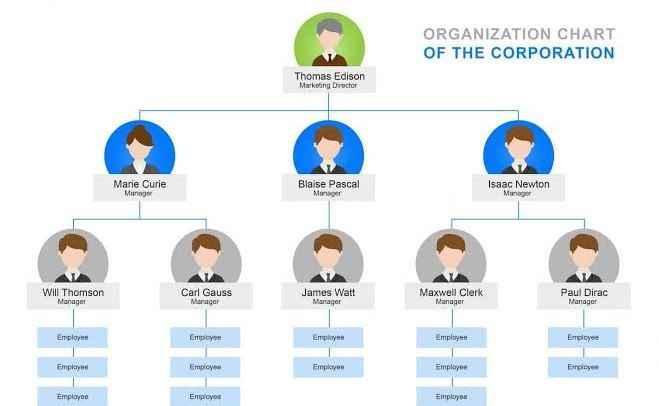 ORGANIZATION CHART
OF THE CORPORATION
Thomas Edison
Marketing Director
Marie Curie
Manager
Blaise Pascal
Manager
Isaac Newton
Manager
Will Thomson
Manager
Carl Gauss
Manager
James Watt
Manager
Maxwell Clerk
Manager
Paul Dirac
Manager
Employee
Employee
Employee
Employee
Employee
Employee
Employee
Employee
Employee
Employee
Employee
Employee
Employee